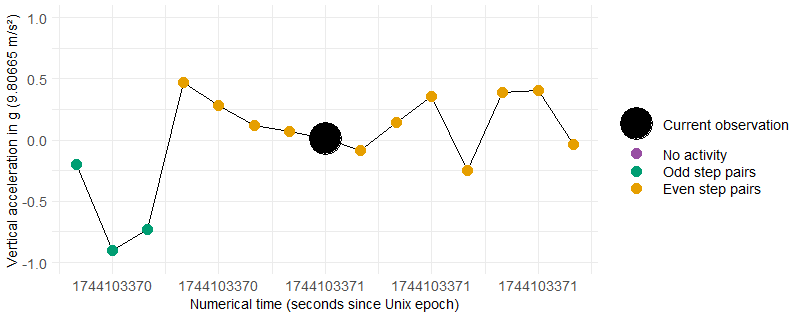 Vertical acceleration in g (9.80665 m/s²)
1.0
0.5
0.0
-0.5
-1.0
1744103370 1744103370 1744103371 1744103371 1744103371
Numerical time (seconds since Unix epoch)
Current observation
No activity
Odd step pairs
Even step pairs